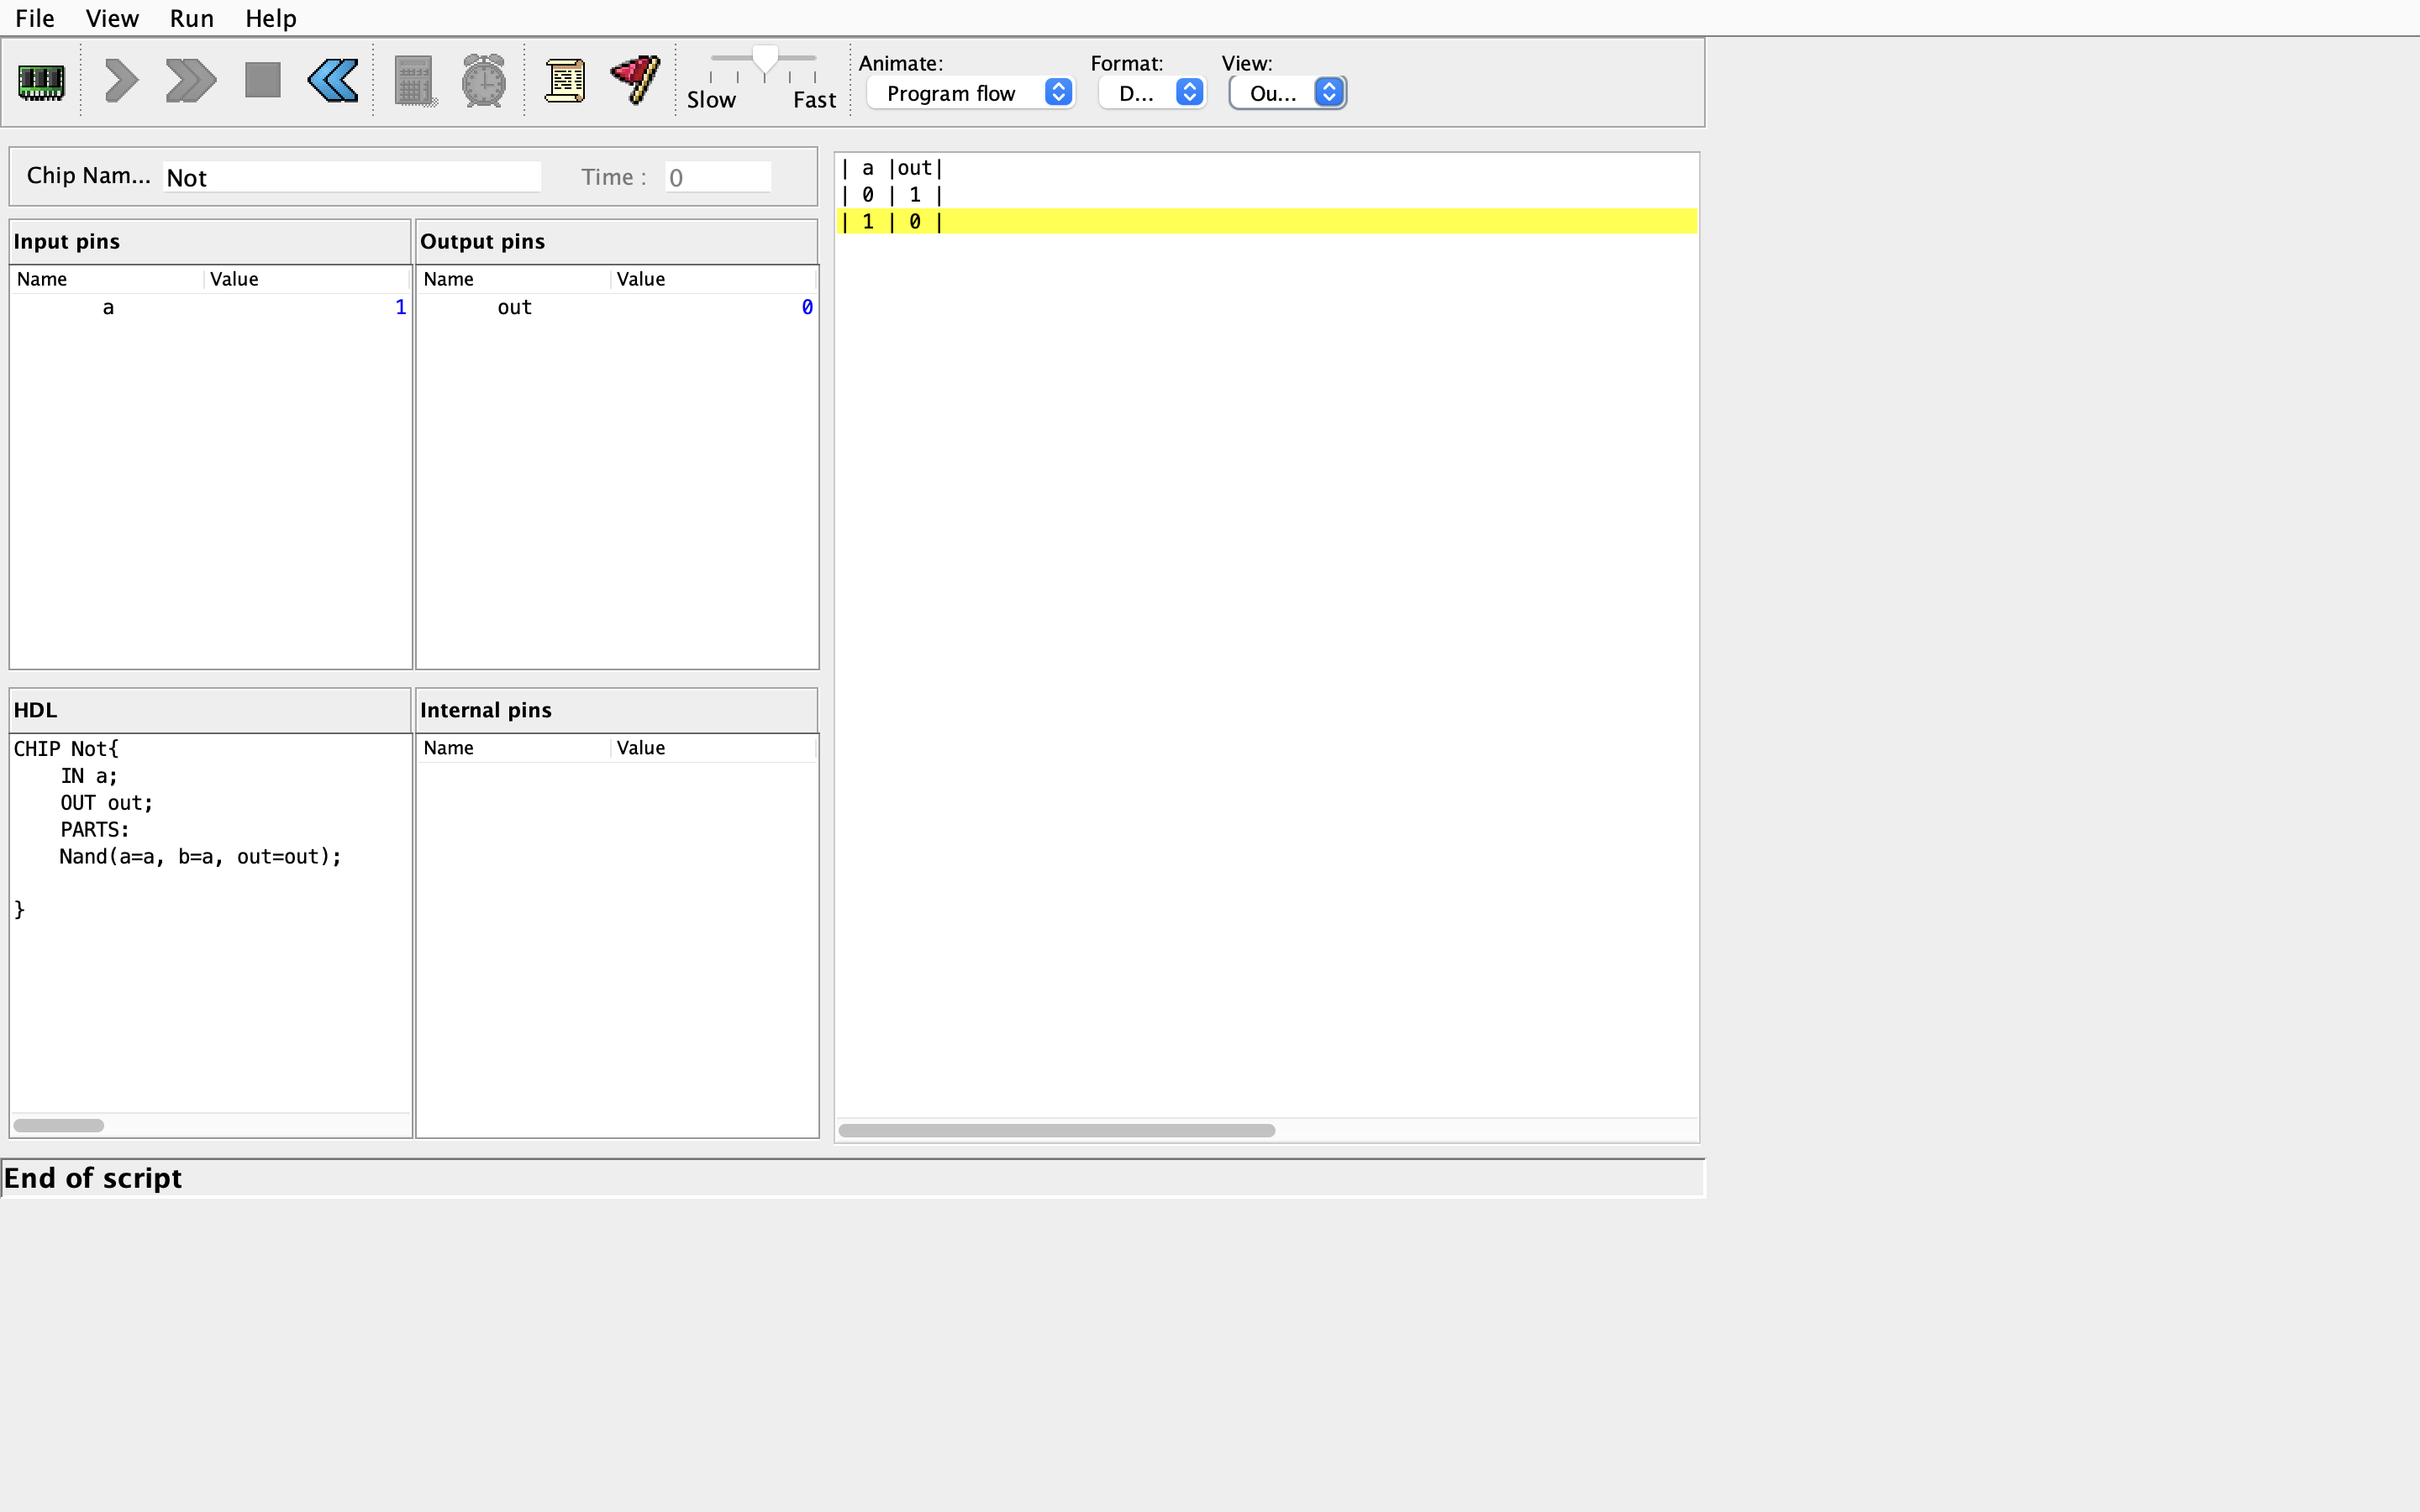 File View Run Help
Animate: Format: View:
Slow Fast Program flow D... Ou...
Chip Nam... Not Time : 0
| a |out|
| 0 | 1 |
| 1 | 0 |
Input pins Output pins
Name Value Name Value
a 1 out 0
HDL Internal pins
Name Value
CHIP Not{
IN a;
OUT out;
PARTS:
Nand(a=a, b=a, out=out);
}
End of script